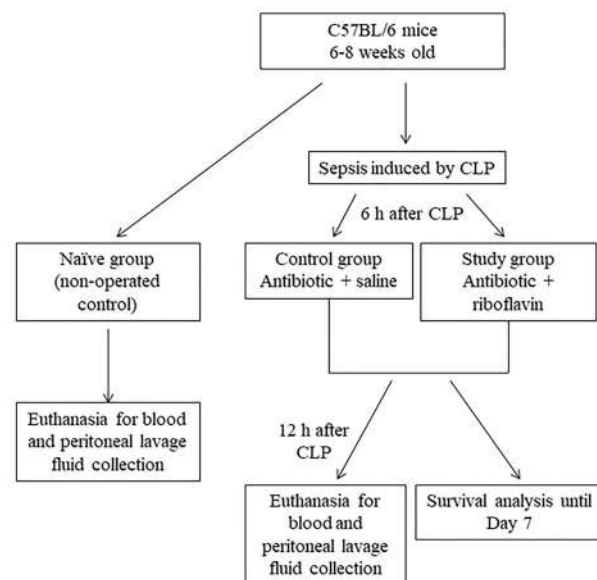 C57BL/6 mice
6-8 weeks old
Sepsis induced by CLP
6 h after CLP
Naïve group
(non-operated
control)
Control group
Antibiotic + saline
Study group
Antibiotic +
riboflavin
Euthanasia for blood
and peritoneal lavage
fluid collection
12 h after
CLP
Euthanasia for
blood and
peritoneal lavage
fluid collection
Survival analysis until
Day 7